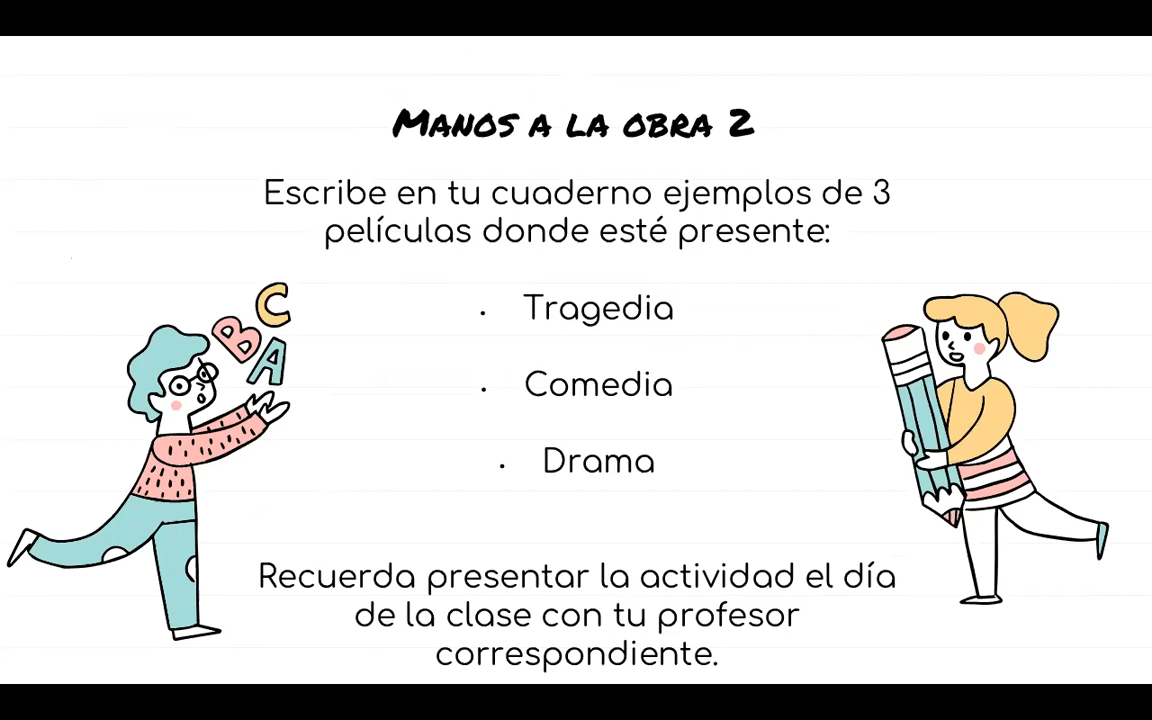 Manos a la obra 2
Escribe en tu cuaderno ejemplos de 3
películas donde esté presente:
C
B
A
· Tragedia
· Comedia
· Drama
Recuerda presentar la actividad el día
de la clase con tu profesor
correspondiente.